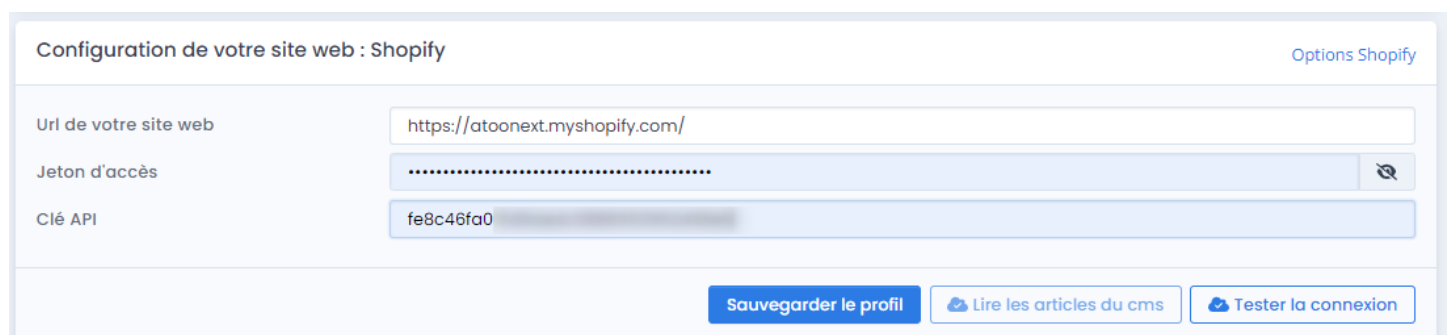 Configuration de votre site web : Shopify
Options Shopify
Url de votre site web
https://atoonext.myshopify.com/
Jeton d'accès
••••••••••••••••••••••••••••••••••••••••••••
Clé API
fe8c46fa0
Sauvegarder le profil
Lire les articles du cms
Tester la connexion